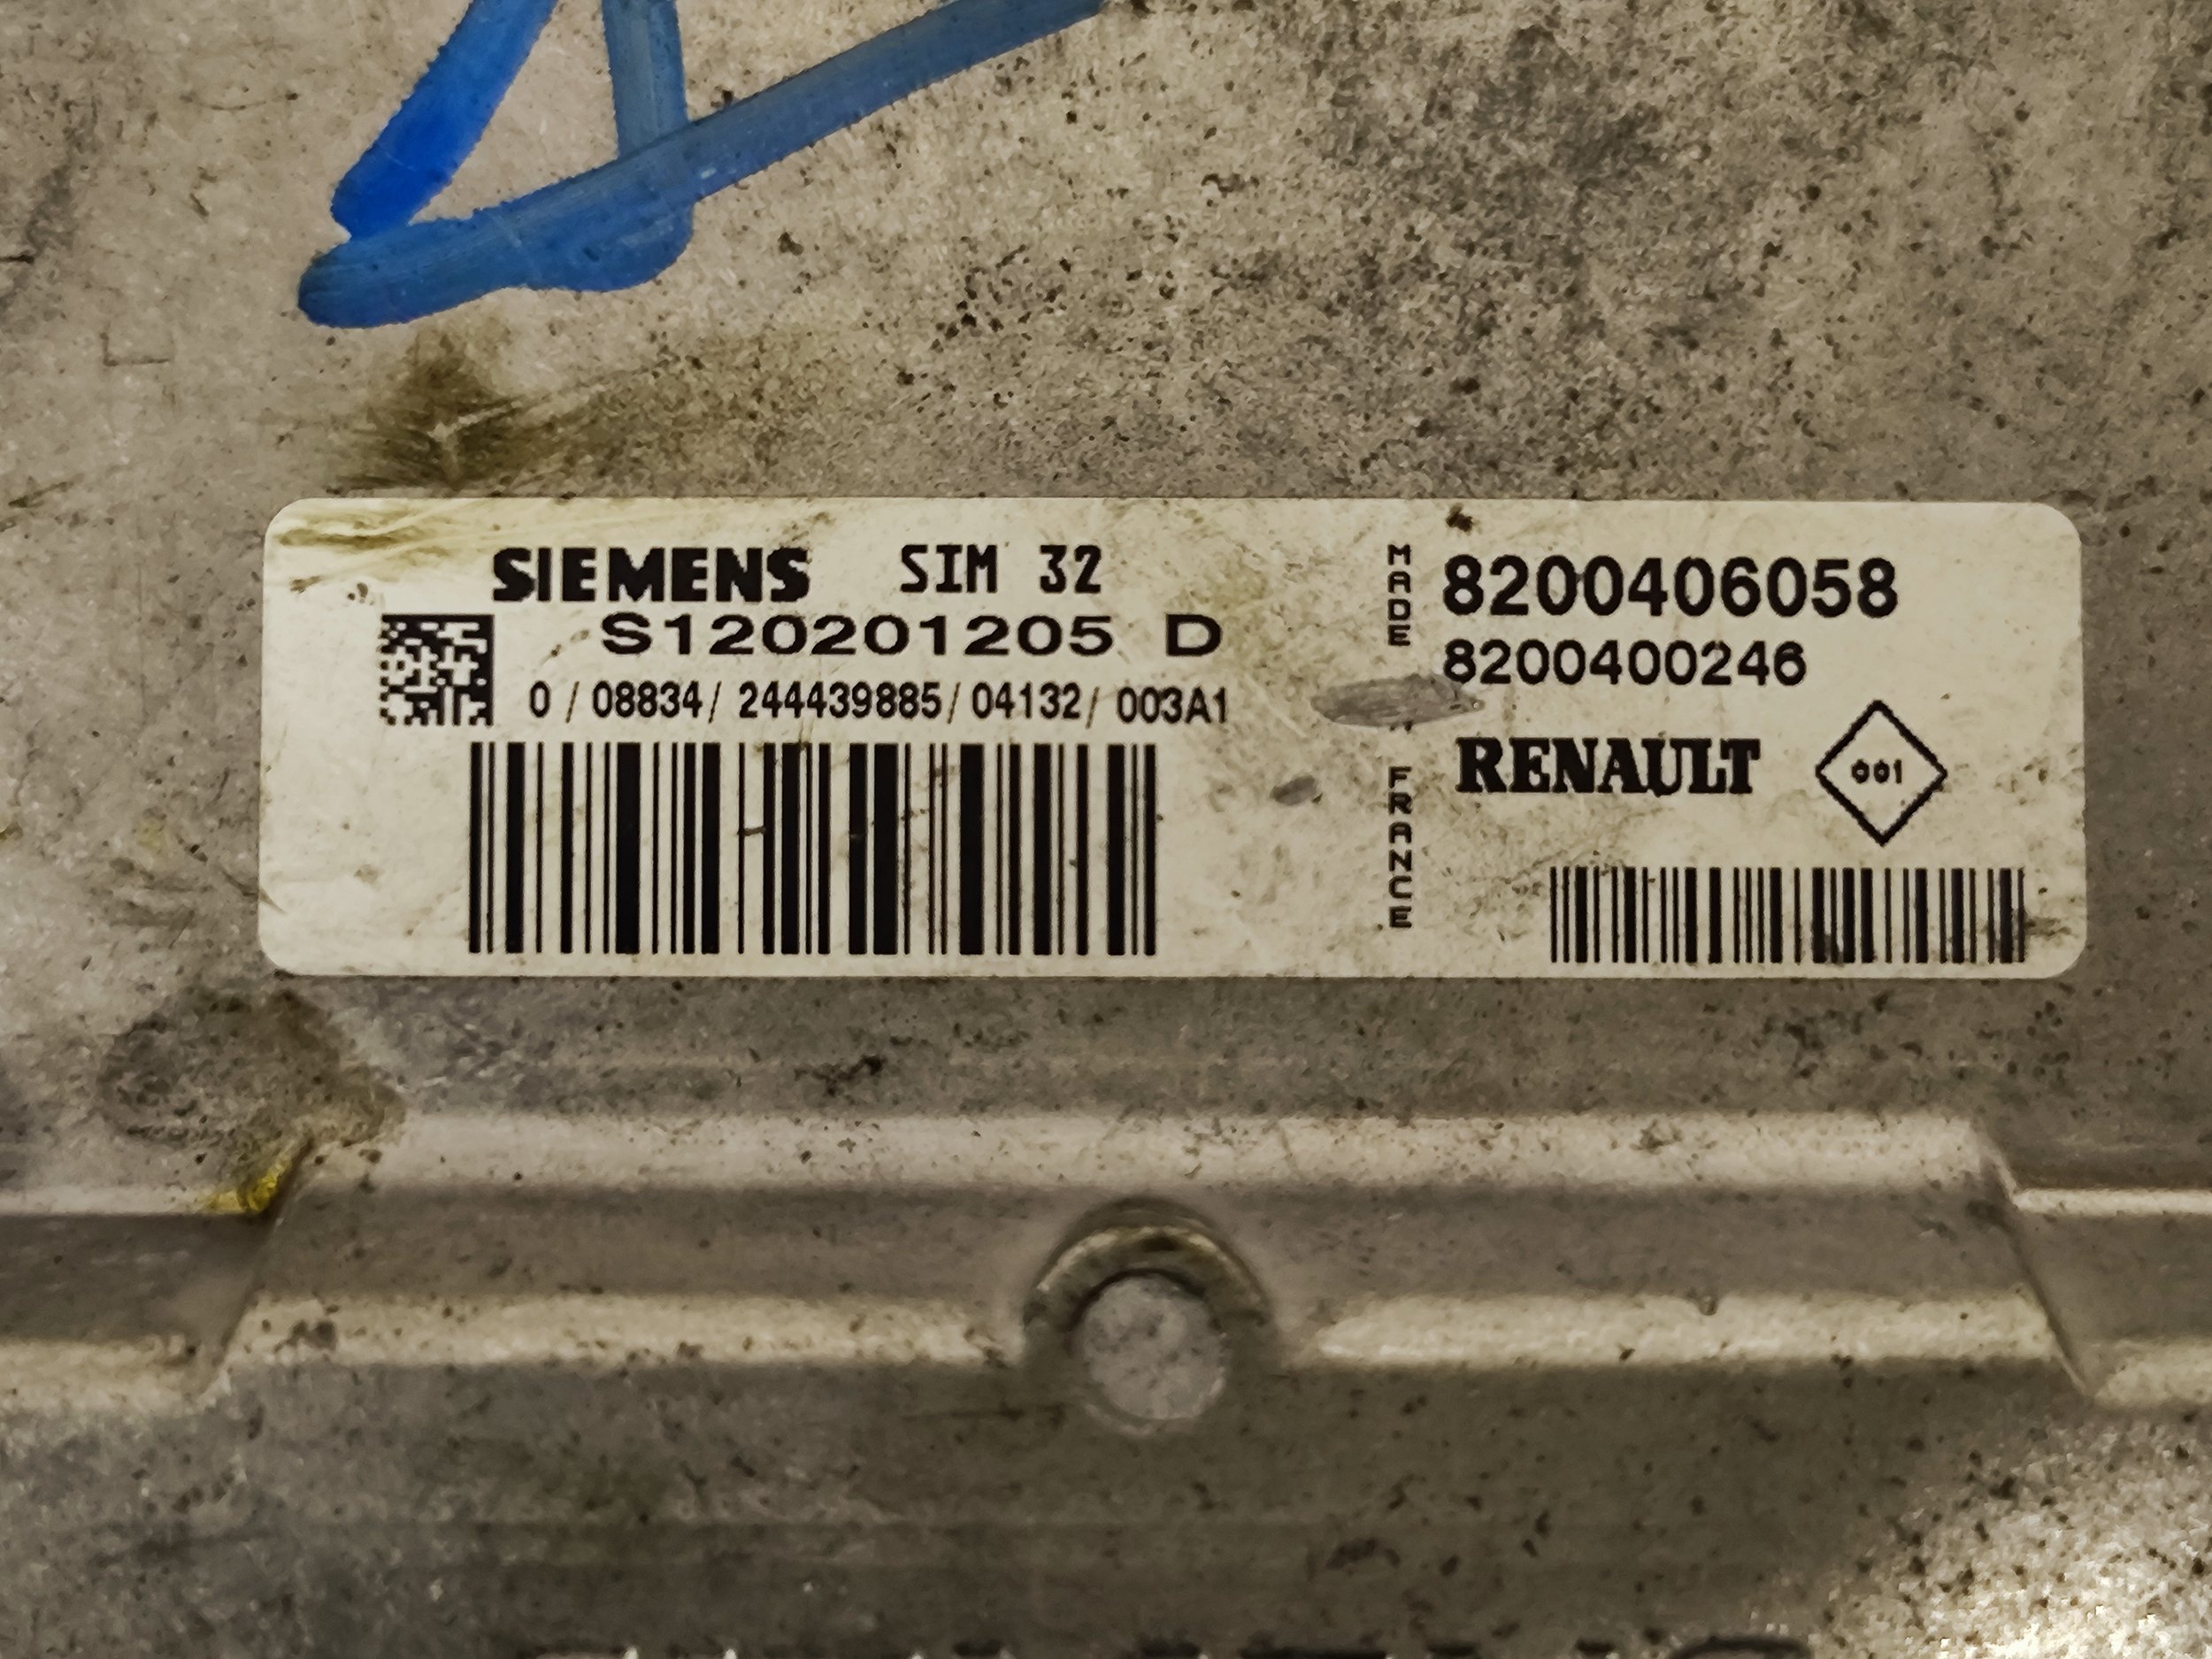 SIEMENS SIM 32
S120201205 D
0 / 08834/ 244439885/ 04132/ 003A1
MADE
FRANCE
8200406058
8200400246
RENAULT
001